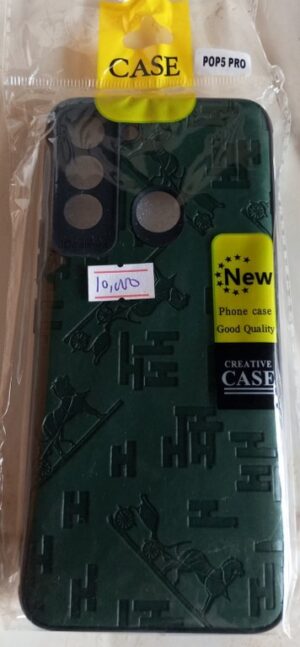 CASE
POP5 PRO
10,000
New
Phone case
Good Quality
CREATIVE
CASE